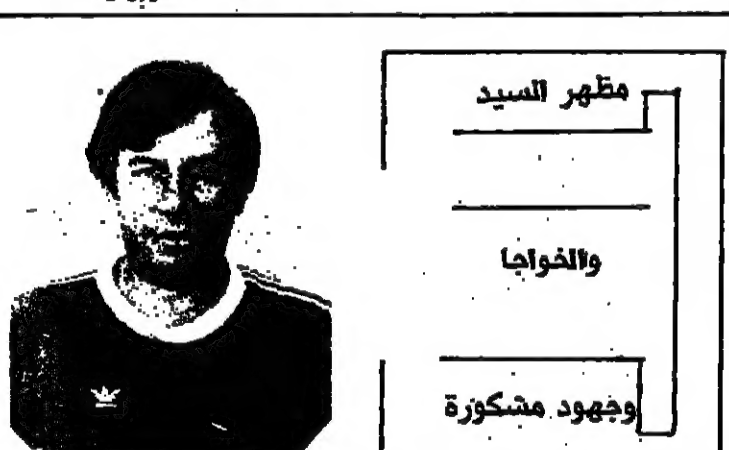 مظهر السيد
والخواجا
وجهود مشكورة